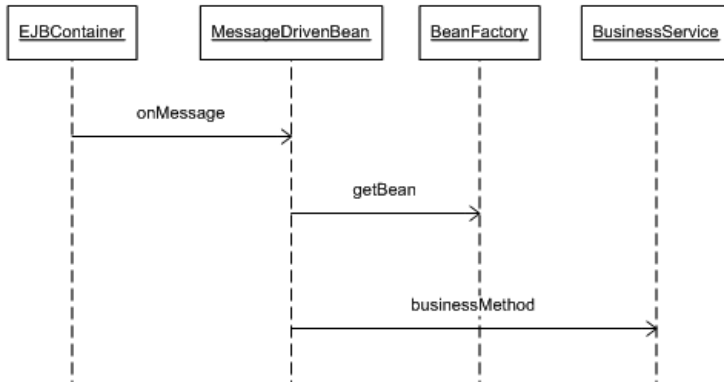 EJBContainer
MessageDrivenBean
BeanFactory
BusinessService
onMessage
getBean
businessMethod